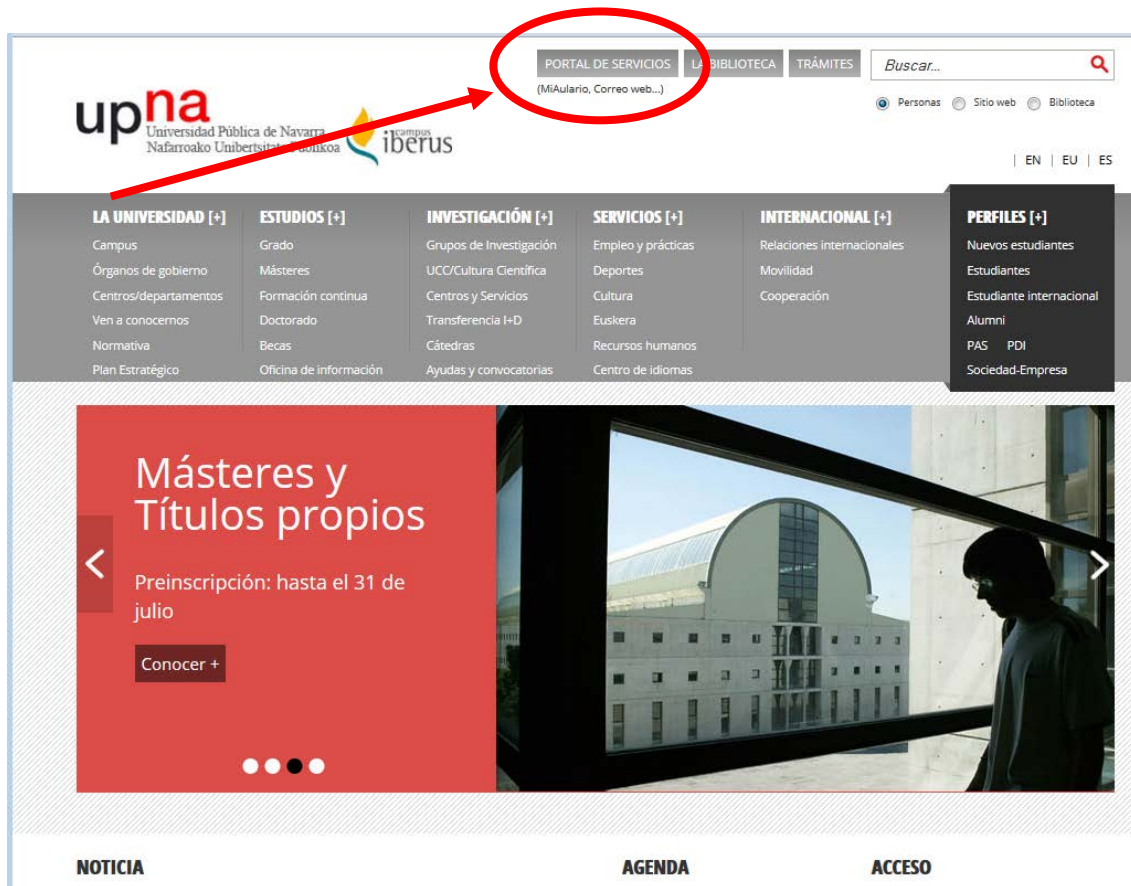 PORTAL DE SERVICIOS LA BIBLIOTECA TRÁMITES Buscar...
(MiAulario, Correo web...)
Personas Sitio web Biblioteca
upna
Universidad Pública de Navarra
Nafarroako Unibertsitate Publikoa
campus
iberus
| EN | EU | ES
LA UNIVERSIDAD [+]
Campus
Órganos de gobierno
Centros/departamentos
Ven a conocernos
Normativa
Plan Estratégico
ESTUDIOS [+]
Grado
Másteres
Formación continua
Doctorado
Becas
Oficina de información
INVESTIGACIÓN [+]
Grupos de Investigación
UCC/Cultura Científica
Centros y Servicios
Transferencia I+D
Cátedras
Ayudas y convocatorias
SERVICIOS [+]
Empleo y prácticas
Deportes
Cultura
Euskera
Recursos humanos
Centro de idiomas
INTERNACIONAL [+]
Relaciones internacionales
Movilidad
Cooperación
PERFILES [+]
Nuevos estudiantes
Estudiantes
Estudiante internacional
Alumni
PAS PDI
Sociedad-Empresa
Másteres y
Títulos propios
Preinscripción: hasta el 31 de
julio
Conocer +
NOTICIA AGENDA ACCESO